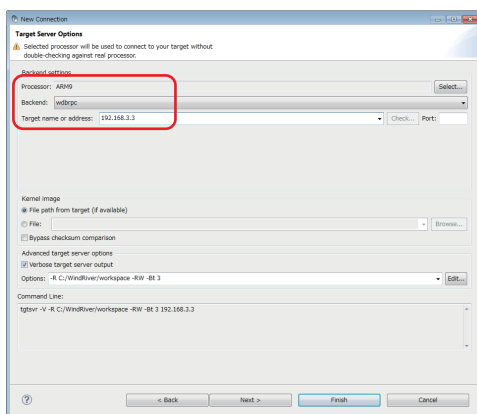 New Connection
Target Server Options
Selected processor will be used to connect to your target without
double-checking against real processor.
Backend settings
Processor: ARM9 Select...
Backend: wdbrpc
Target name or address: 192.168.3.3 Check... Port:
Kernel image
File path from target (if available)
File: Browse...
Bypass checksum comparison
Advanced target server options
Verbose target server output
Options: -R C:/WindRiver/workspace -RW -Bt 3 Edit...
Command Line:
tgtsvr -V -R C:/WindRiver/workspace -RW -Bt 3 192.168.3.3
? < Back Next > Finish Cancel